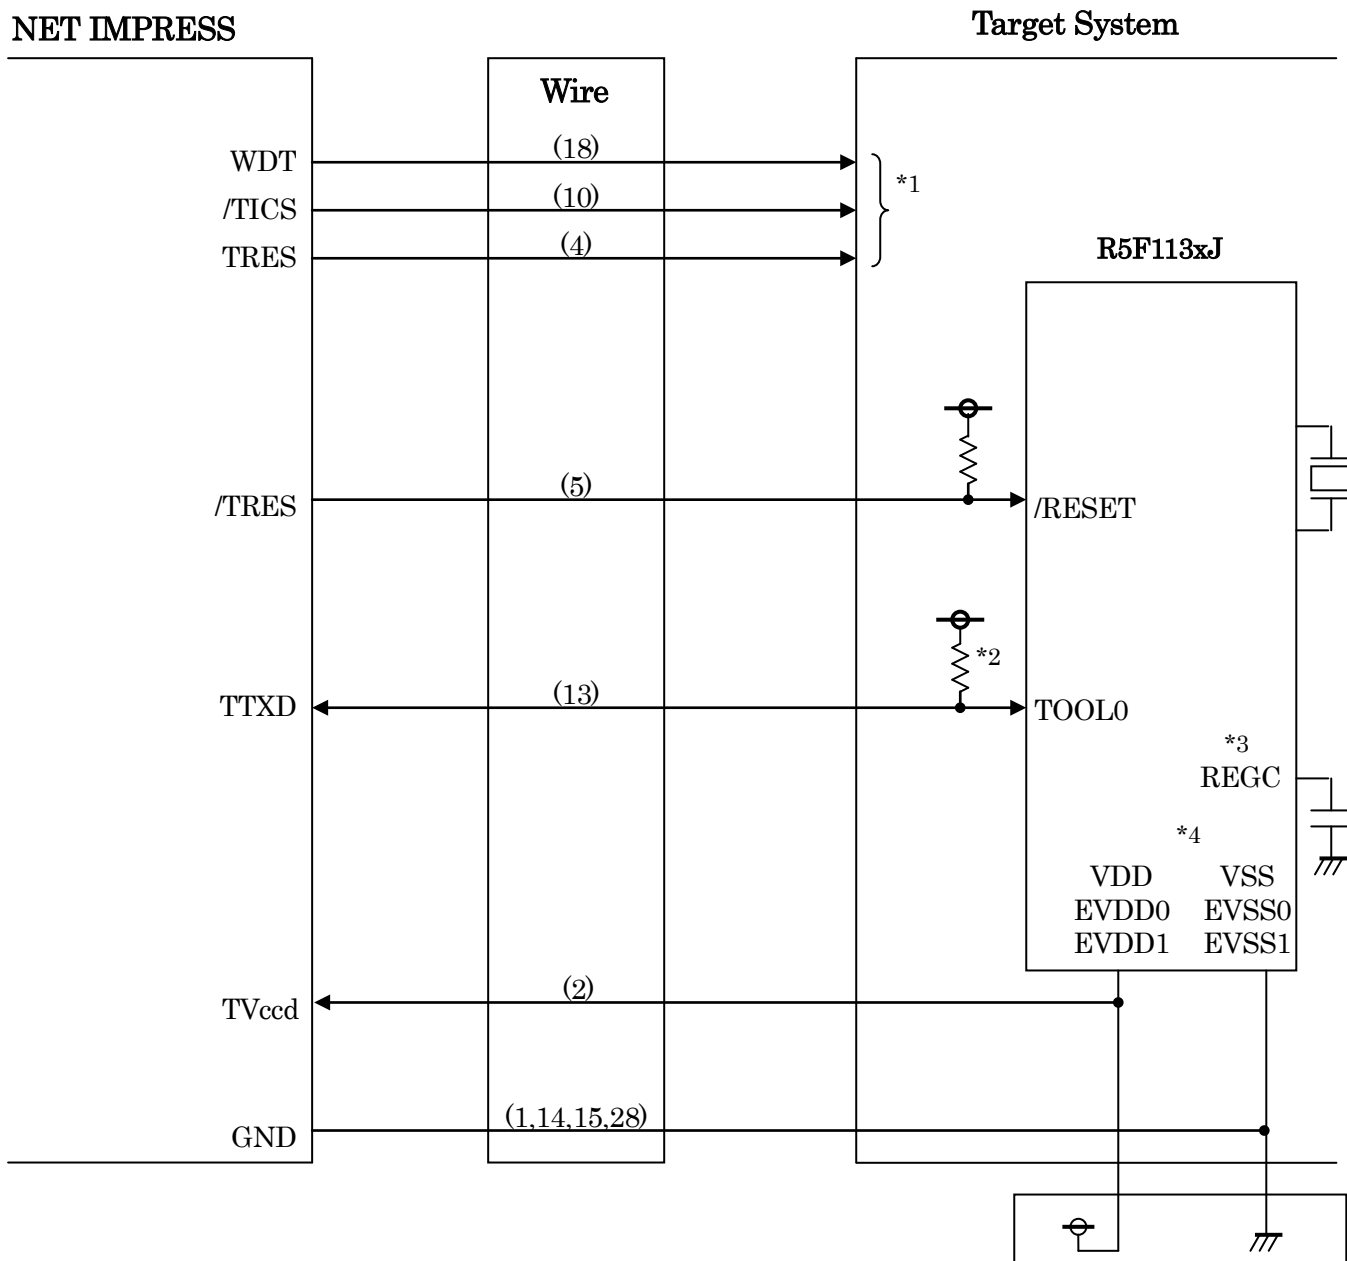 NET IMPRESS
Target System
Wire
WDT
(18)
*1
/TICS
(10)
TRES
(4)
R5F113xJ
/TRES
(5)
/RESET
*2
TTXD
(13)
TOOL0
*3
REGC
*4
VDD
VSS
EVDD0
EVSS0
EVDD1
EVSS1
TVccd
(2)
GND
(1,14,15,28)